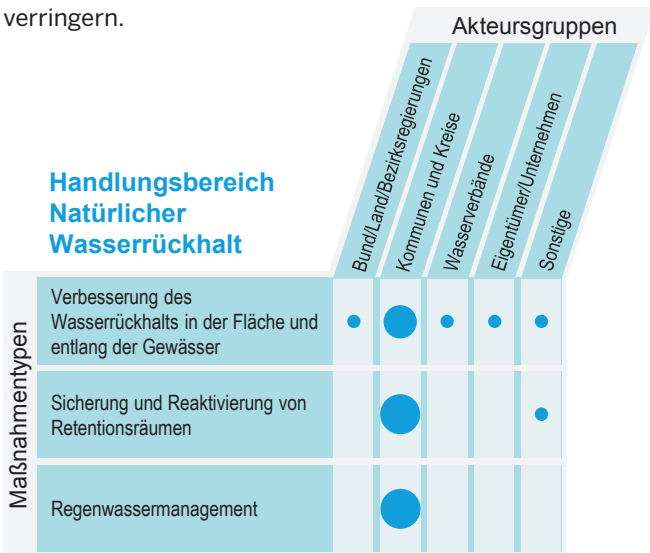 verringern.
Akteursgruppen
Bund/Land/Bezirksregierungen
Kommunen und Kreise
Wasserverbände
Eigentümer/Unternehmen
Sonstige
Handlungsbereich
Natürlicher
Wasserrückhalt
Maßnahmentypen
Verbesserung des
Wasserrückhalts in der Fläche und
entlang der Gewässer
Sicherung und Reaktivierung von
Retentionsräumen
Regenwassermanagement